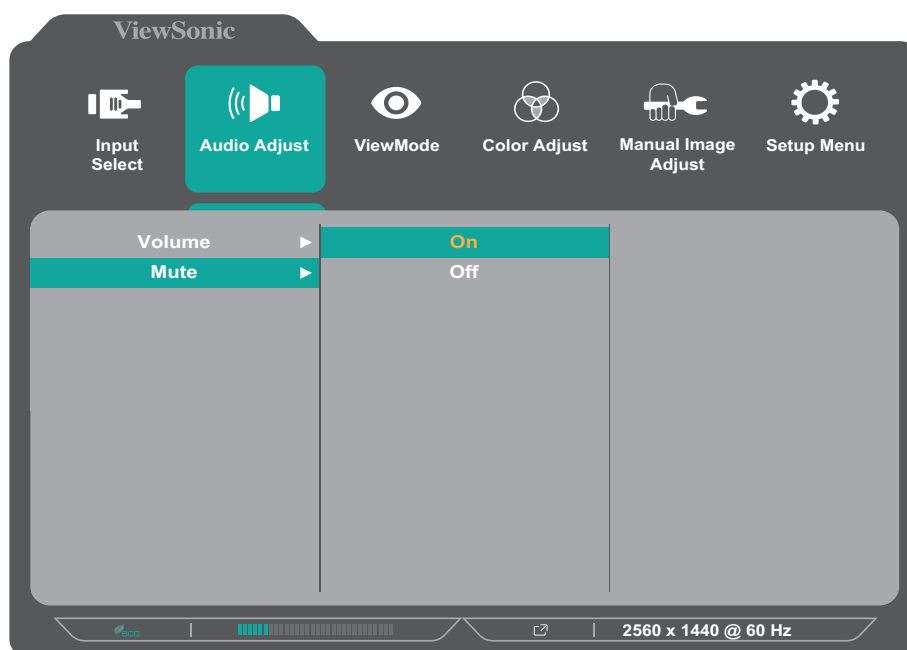 ViewSonic
Input
Select
Audio Adjust
ViewMode
Color Adjust
Manual Image
Adjust
Setup Menu
Volume
On
Mute
Off
ECO
2560 x 1440 @ 60 Hz